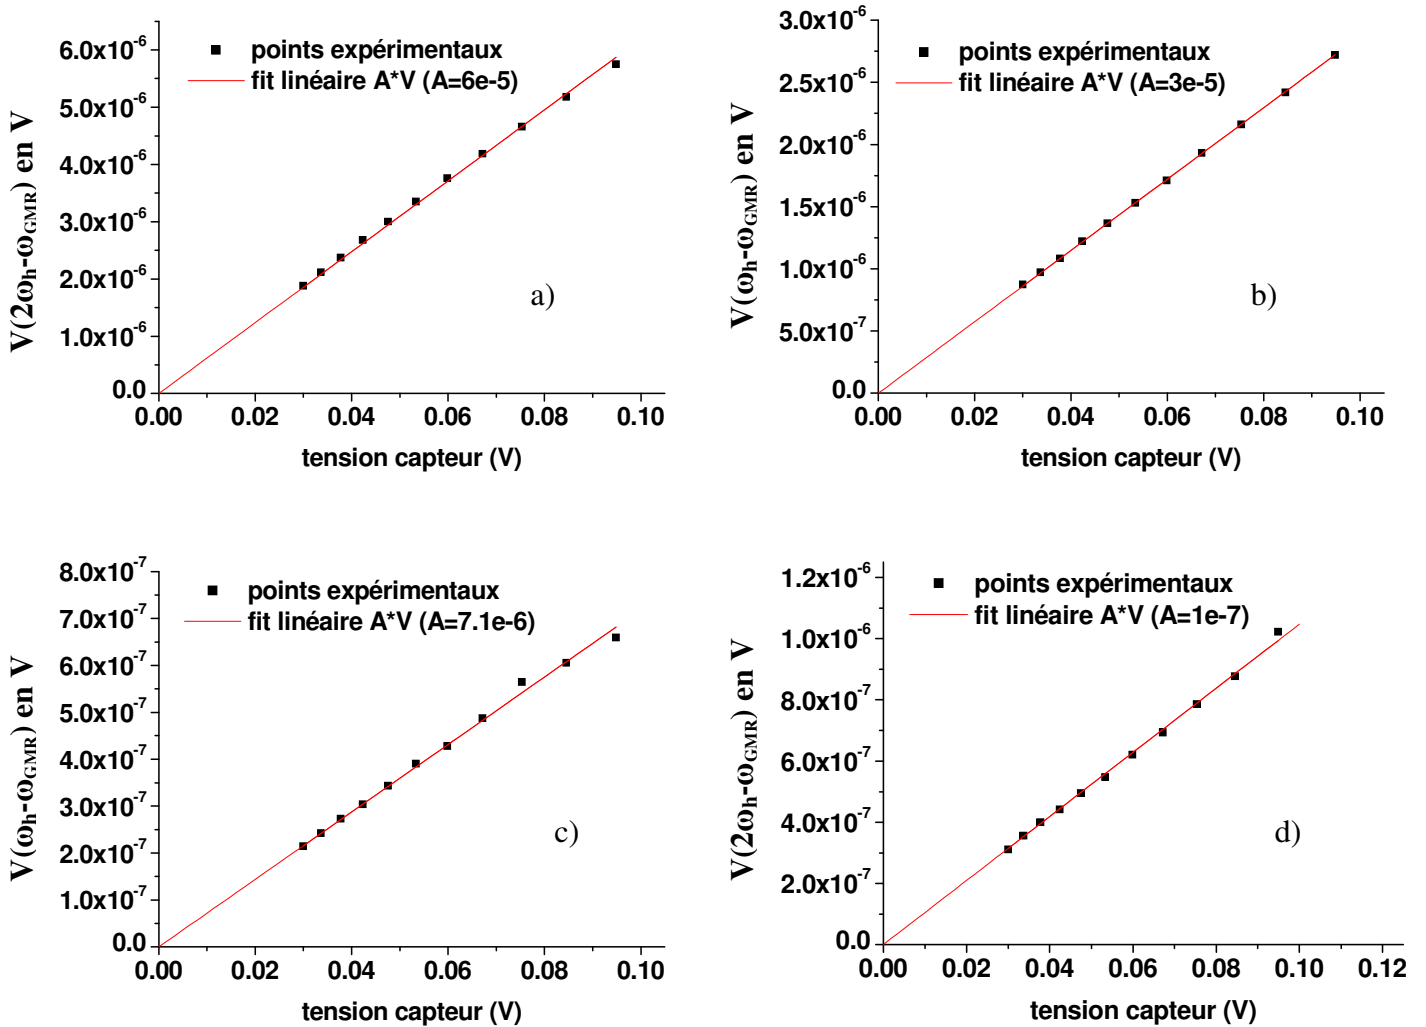 6.0x10⁻⁶
5.0x10⁻⁶
4.0x10⁻⁶
3.0x10⁻⁶
2.0x10⁻⁶
1.0x10⁻⁶
0.0
V(2ωh-ωGMR) en V
points expérimentaux
fit linéaire A*V (A=6e-5)
a)
0.00 0.02 0.04 0.06 0.08 0.10
tension capteur (V)
3.0x10⁻⁶
2.5x10⁻⁶
2.0x10⁻⁶
1.5x10⁻⁶
1.0x10⁻⁶
5.0x10⁻⁷
0.0
V(ωh-ωGMR) en V
points expérimentaux
fit linéaire A*V (A=3e-5)
b)
0.00 0.02 0.04 0.06 0.08 0.10
tension capteur (V)
8.0x10⁻⁷
7.0x10⁻⁷
6.0x10⁻⁷
5.0x10⁻⁷
4.0x10⁻⁷
3.0x10⁻⁷
2.0x10⁻⁷
1.0x10⁻⁷
0.0
V(ωh-ωGMR) en V
points expérimentaux
fit linéaire A*V (A=7.1e-6)
c)
0.00 0.02 0.04 0.06 0.08 0.10
tension capteur (V)
1.2x10⁻⁶
1.0x10⁻⁶
8.0x10⁻⁷
6.0x10⁻⁷
4.0x10⁻⁷
2.0x10⁻⁷
0.0
V(2ωh-ωGMR) en V
points expérimentaux
fit linéaire A*V (A=1e-7)
d)
0.00 0.02 0.04 0.06 0.08 0.10 0.12
tension capteur (V)